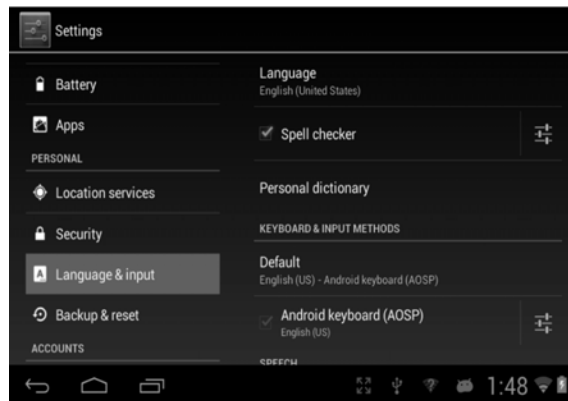 Settings
Battery
Apps
PERSONAL
Location services
Security
Language & input
Backup & reset
ACCOUNTS
Language
English (United States)
Spell checker
Personal dictionary
KEYBOARD & INPUT METHODS
Default
English (US) - Android keyboard (AOSP)
Android keyboard (AOSP)
English (US)
SPEECH
1:48